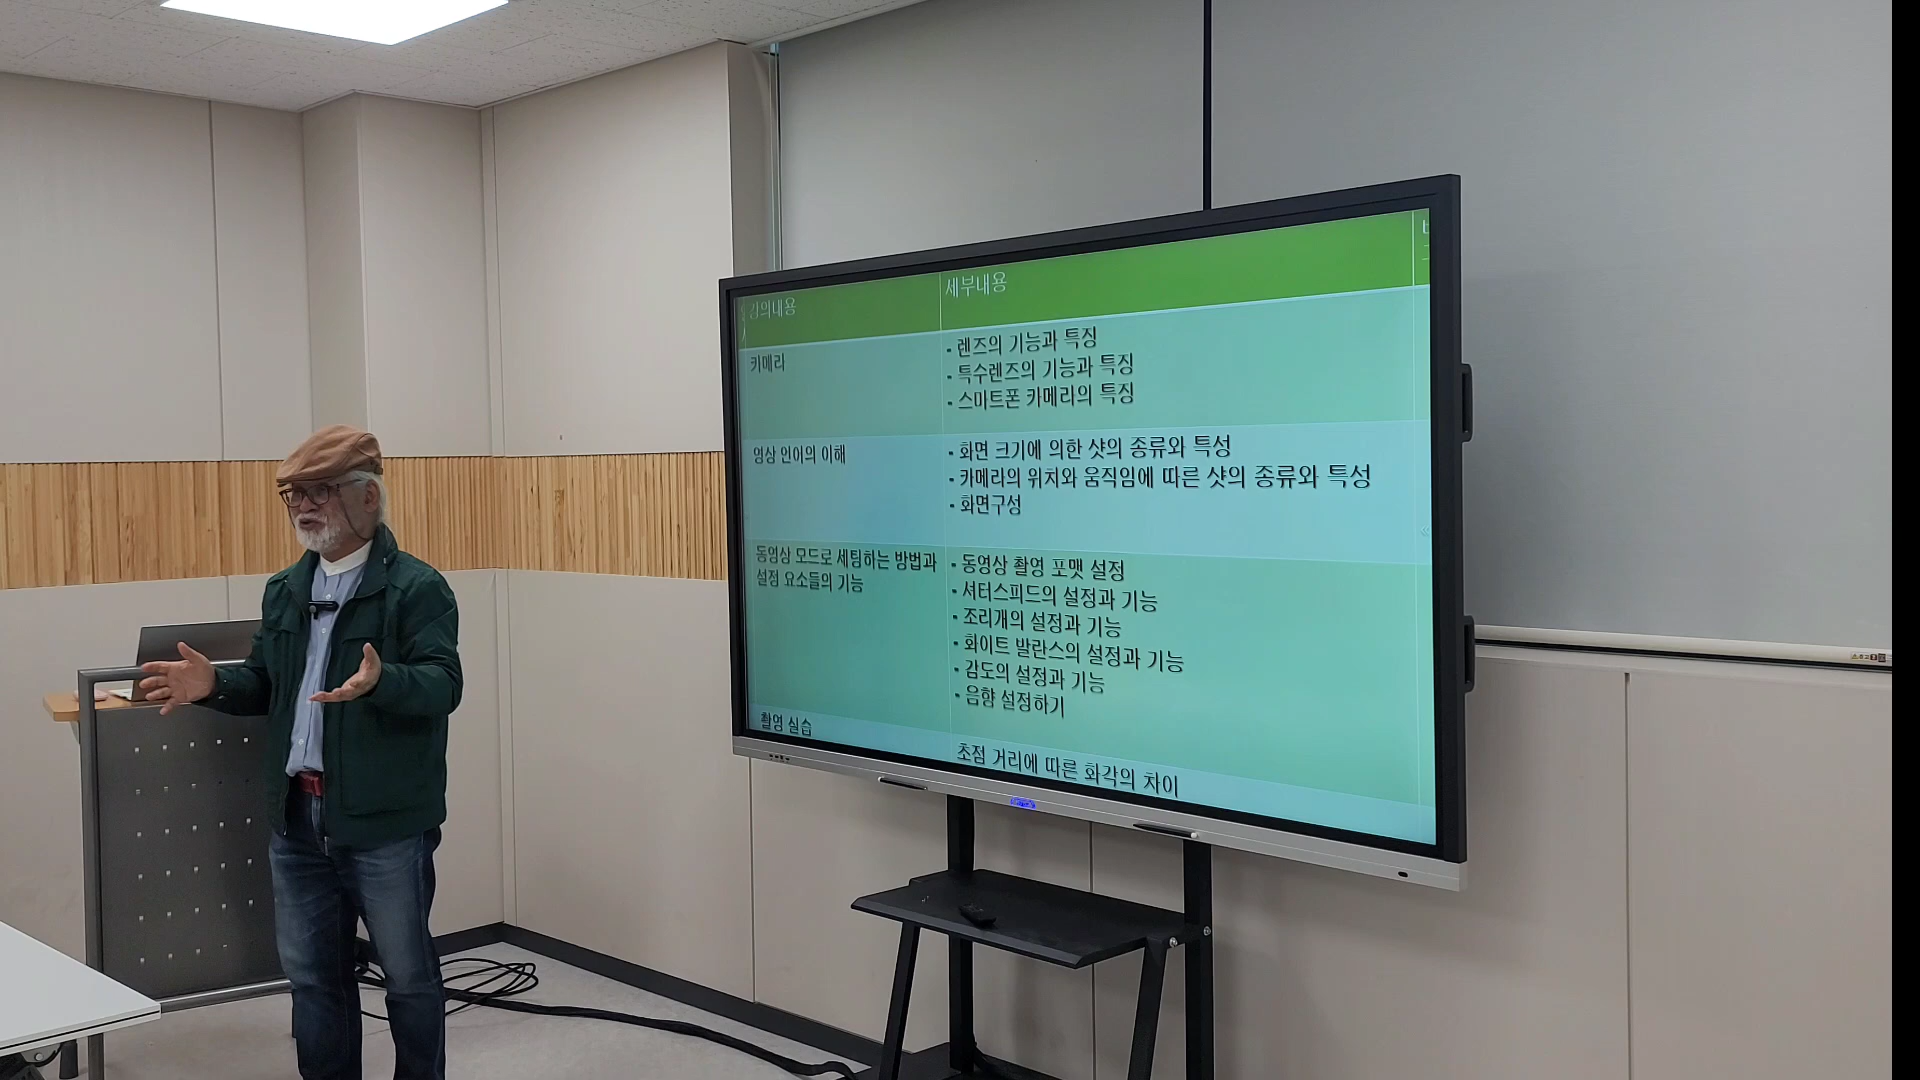 강의내용
세부내용
카메라
- 렌즈의 기능과 특징
- 특수렌즈의 기능과 특징
- 스마트폰 카메라의 특징
영상 언어의 이해
- 화면 크기에 의한 샷의 종류와 특성
- 카메라의 위치와 움직임에 따른 샷의 종류와 특성
- 화면구성
동영상 모드로 세팅하는 방법과
설정 요소들의 기능
- 동영상 촬영 포맷 설정
- 셔터스피드의 설정과 기능
- 조리개의 설정과 기능
- 화이트 발란스의 설정과 기능
- 감도의 설정과 기능
- 음향 설정하기
촬영 실습
초점 거리에 따른 화각의 차이